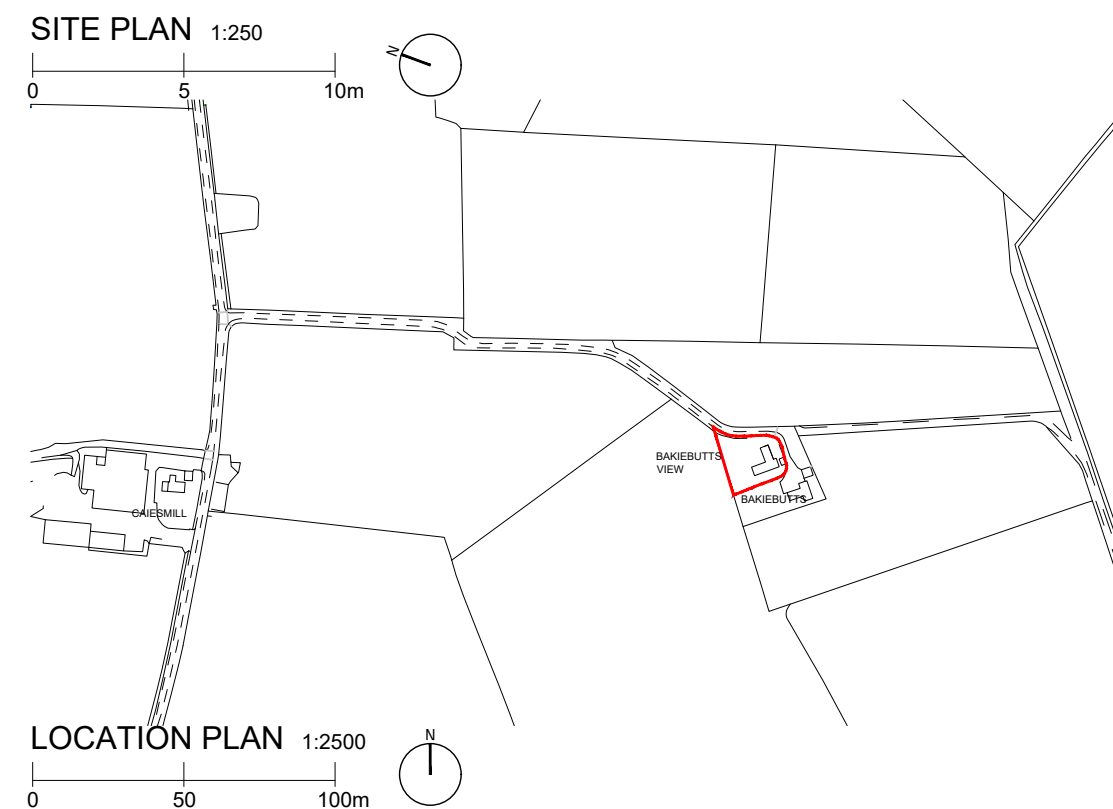 SITE PLAN 1:250
N
0 5 10m
BAKIEBUTTS
VIEW
BAKIEBUTTS
CAIESMILL
LOCATION PLAN 1:2500
N
0 50 100m